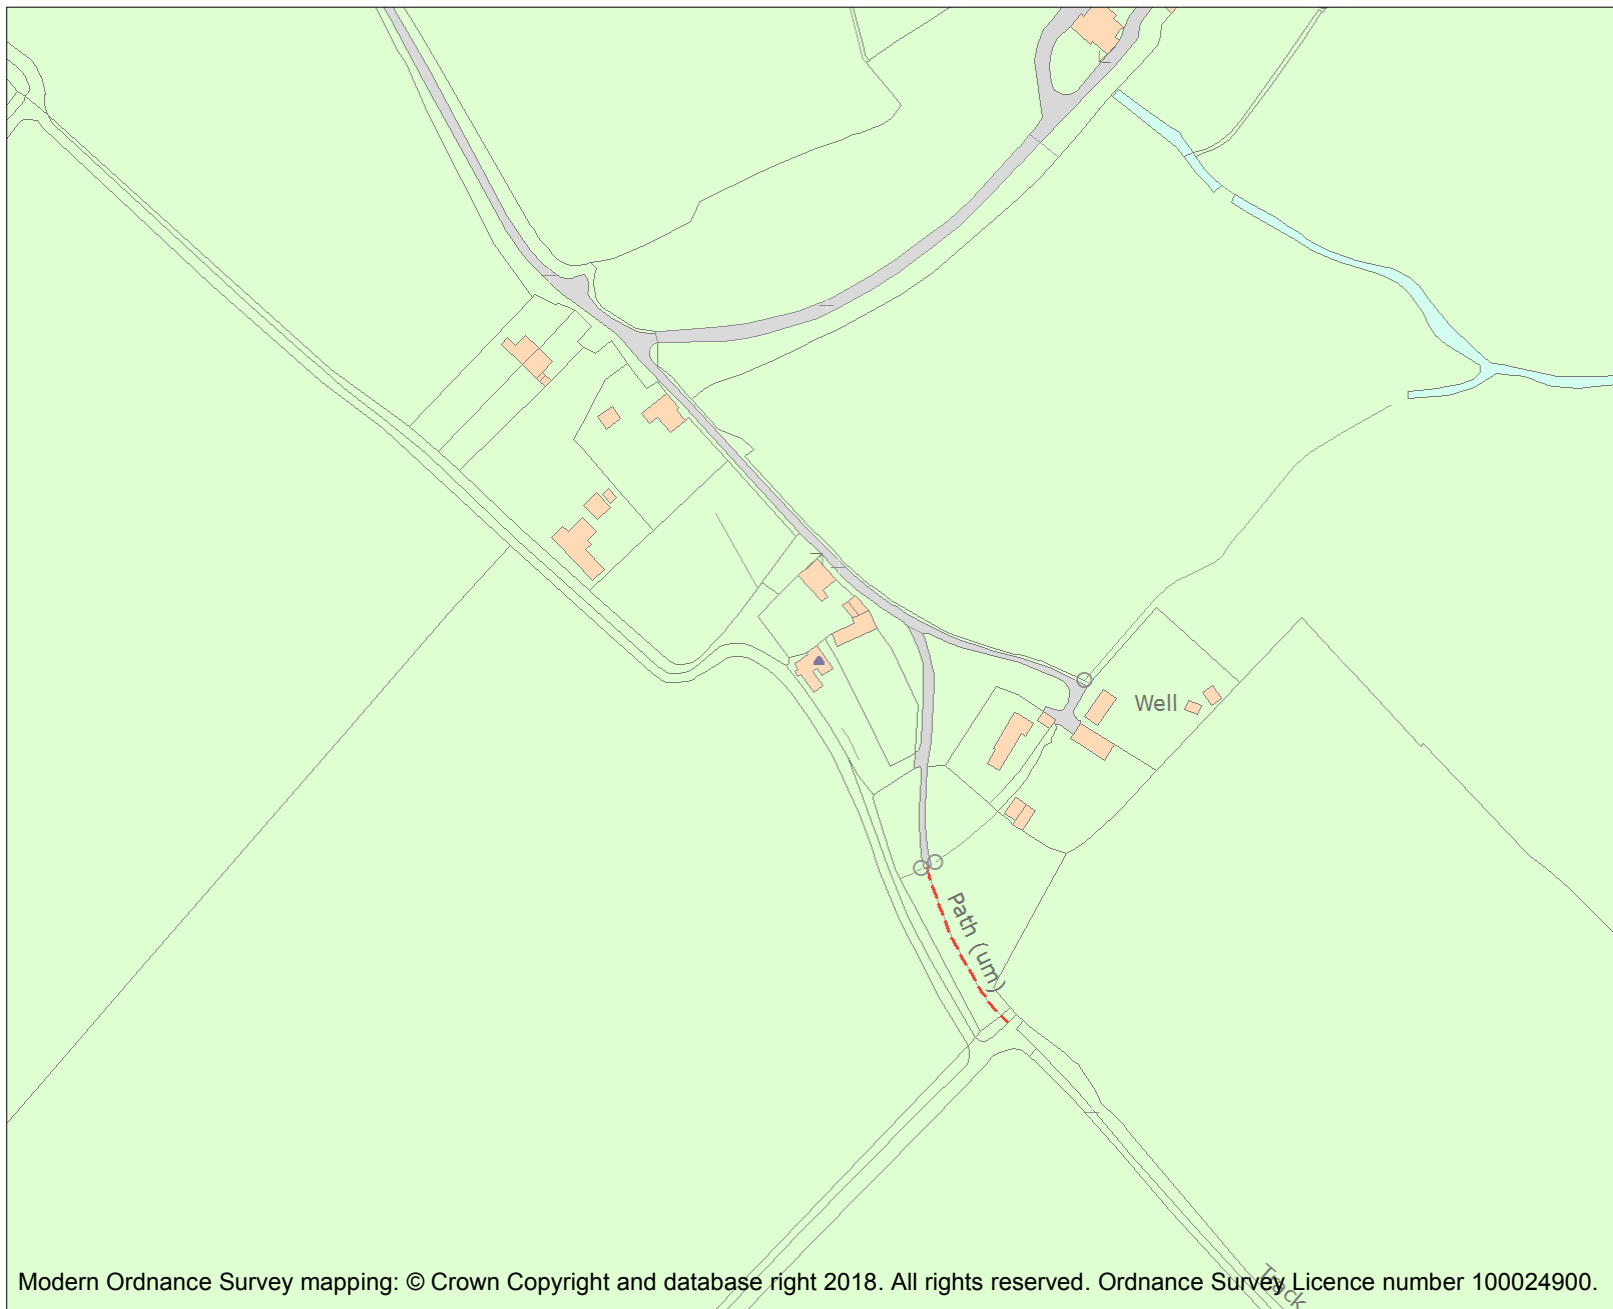 Well
Path (um)
Track
Modern Ordnance Survey mapping: © Crown Copyright and database right 2018. All rights reserved. Ordnance Survey Licence number 100024900.